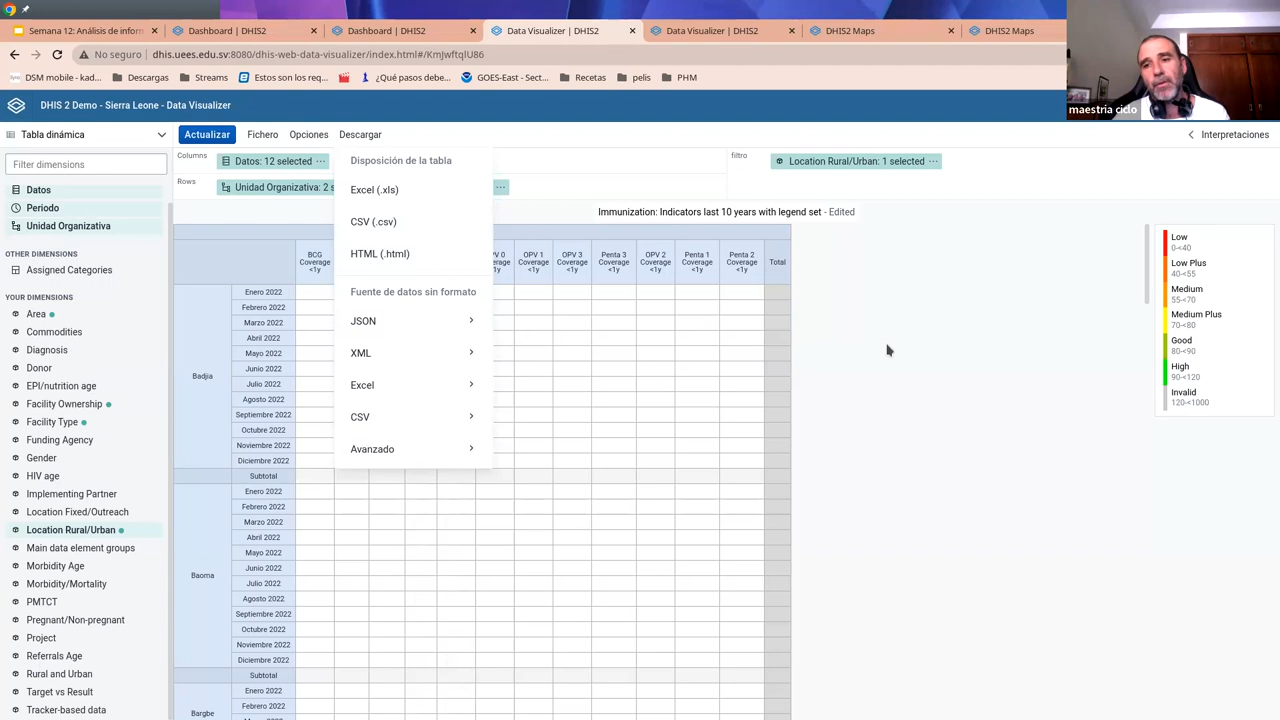 Semana 12: Análisis de infor
Dashboard | DHIS2
Dashboard | DHIS2
Data Visualizer | DHIS2
Data Visualizer | DHIS2
DHIS2 Maps
DHIS2 Maps
No seguro
dhis.uees.edu.sv:8080/dhis-web-data-visualizer/index.html#/KmJwftqlU86
DSM mobile - kad...
Descargas
Streams
Estos son los req...
¿Qué pasos debe...
GOES-East - Sect...
Recetas
pelis
PHM
maestria ciclo
DHIS 2 Demo - Sierra Leone - Data Visualizer
Tabla dinámica
Actualizar
Fichero
Opciones
Descargar
Interpretaciones
Filter dimensions
Datos
Periodo
Unidad Organizativa
OTHER DIMENSIONS
Assigned Categories
YOUR DIMENSIONS
Area
Commodities
Diagnosis
Donor
EPI/nutrition age
Facility Ownership
Facility Type
Funding Agency
Gender
HIV age
Implementing Partner
Location Fixed/Outreach
Location Rural/Urban
Main data element groups
Morbidity Age
Morbidity/Mortality
PMTCT
Pregnant/Non-pregnant
Project
Referrals Age
Rural and Urban
Target vs Result
Tracker-based data
Columns
Datos: 12 selected
Rows
Unidad Organizativa: 2 s
filtro
Location Rural/Urban: 1 selected
Disposición de la tabla
Excel (.xls)
CSV (.csv)
HTML (.html)
Fuente de datos sin formato
JSON
XML
Excel
CSV
Avanzado
Immunization: Indicators last 10 years with legend set - Edited
BCG Coverage <1y
PV 0 erage <1y
OPV 1 Coverage <1y
OPV 3 Coverage <1y
Penta 3 Coverage <1y
OPV 2 Coverage <1y
Penta 1 Coverage <1y
Penta 2 Coverage <1y
Total
Badjia
Enero 2022
Febrero 2022
Marzo 2022
Abril 2022
Mayo 2022
Junio 2022
Julio 2022
Agosto 2022
Septiembre 2022
Octubre 2022
Noviembre 2022
Diciembre 2022
Subtotal
Baoma
Enero 2022
Febrero 2022
Marzo 2022
Abril 2022
Mayo 2022
Junio 2022
Julio 2022
Agosto 2022
Septiembre 2022
Octubre 2022
Noviembre 2022
Diciembre 2022
Subtotal
Bargbe
Enero 2022
Febrero 2022
Low
0-<40
Low Plus
40-<55
Medium
55-<70
Medium Plus
70-<80
Good
80-<90
High
90-<120
Invalid
120-<1000